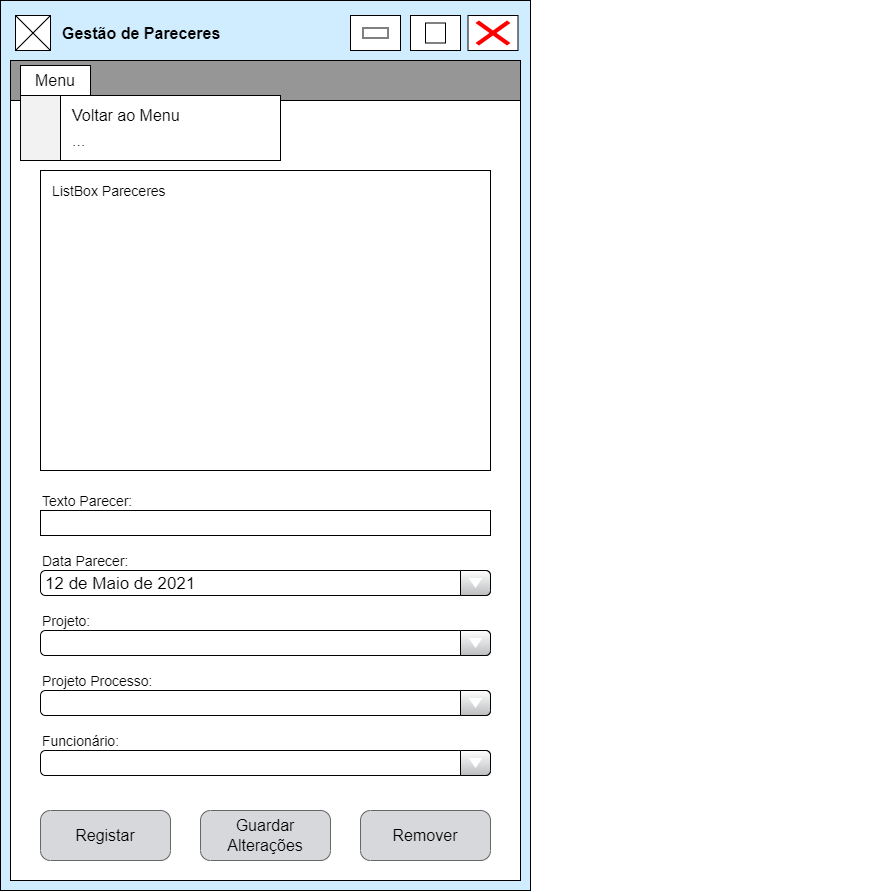 Gestão de Pareceres
Menu
Voltar ao Menu
...
ListBox Pareceres
Texto Parecer:
Data Parecer:
12 de Maio de 2021
Projeto:
Projeto Processo:
Funcionário:
Registar
Guardar
Alterações
Remover